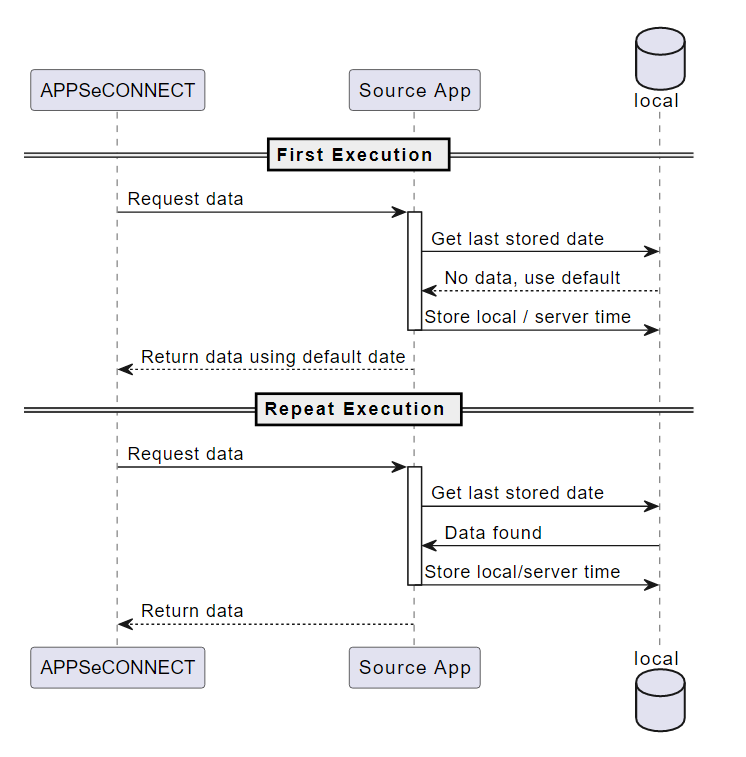 local
APPSeCONNECT
Source App
First Execution
Request data
Get last stored date
No data, use default
Store local / server time
Return data using default date
Repeat Execution
Request data
Get last stored date
Data found
Store local/server time
Return data
APPSeCONNECT
Source App
local